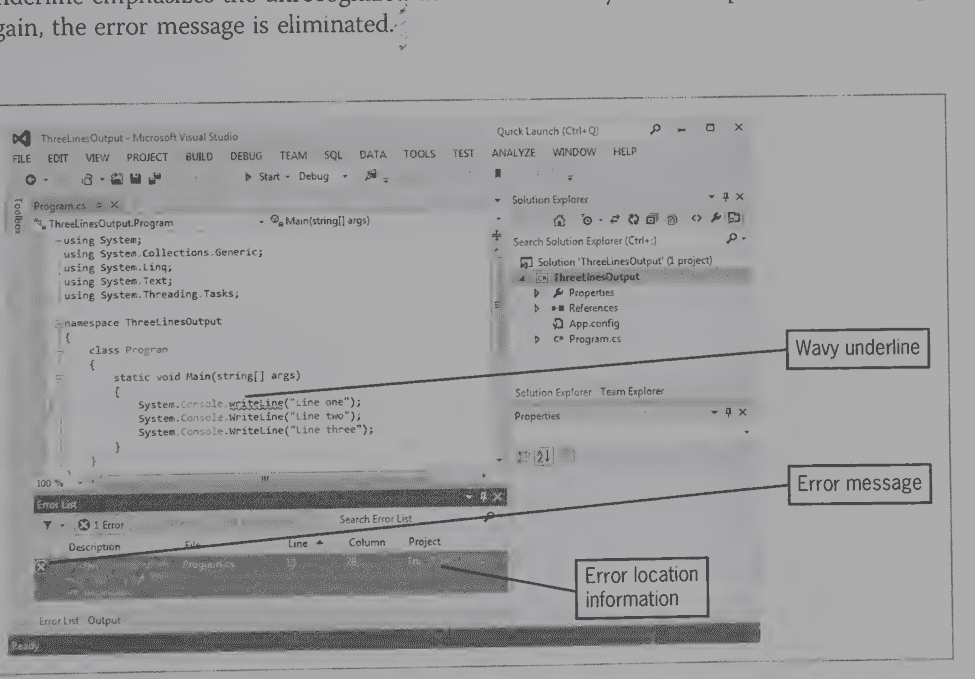 gain, the error message is eliminated.
ThreeLinesOutput - Microsoft Visual Studio
Quick Launch (Ctrl+Q)
FILE EDIT VIEW PROJECT BUILD DEBUG TEAM SQL DATA TOOLS TEST ANALYZE WINDOW HELP
Start Debug
Toolbox
Program.cs
ThreeLinesOutput.Program
Main(string[] args)
using System;
using System.Collections.Generic;
using System.Linq;
using System.Text;
using System.Threading.Tasks;
namespace ThreeLinesOutput
{
class Program
{
static void Main(string[] args)
{
System.Console.writeLine("Line one");
System.Console.WriteLine("Line two");
System.Console.WriteLine("Line three");
}
}
100 %
Solution Explorer
Search Solution Explorer (Ctrl+;)
Solution 'ThreeLinesOutput' (1 project)
ThreeLinesOutput
Properties
References
App.config
C# Program.cs
Solution Explorer Team Explorer
Properties
Wavy underline
Error List
1 Error
Search Error List
Description File Line Column Project
Program.cs
Error message
Error location
information
Error List Output
Ready